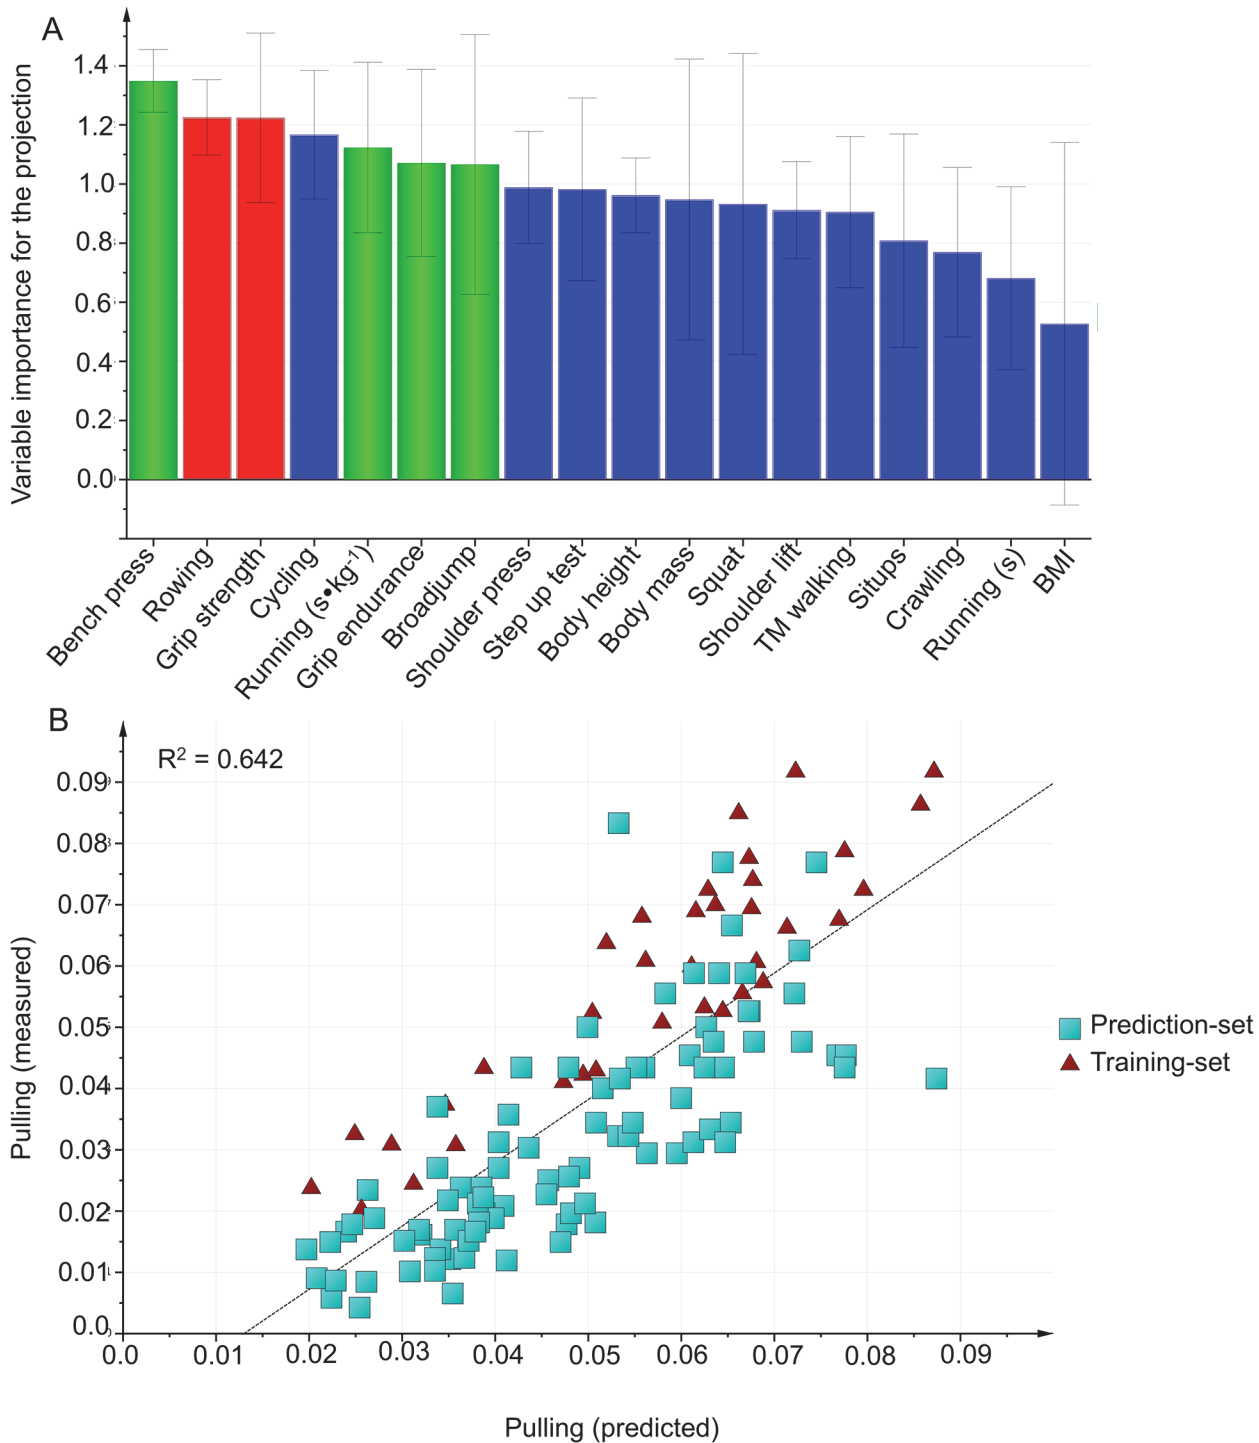 A
Variable importance for the projection
1.4
1.2
1.0
0.8
0.6
0.4
0.2
0.0
Bench press
Rowing
Grip strength
Cycling
Running (s•kg⁻¹)
Grip endurance
Broadjump
Shoulder press
Step up test
Body height
Body mass
Squat
Shoulder lift
TM walking
Situps
Crawling
Running (s)
BMI
B
R² = 0.642
Pulling (measured)
0.09
0.08
0.07
0.06
0.05
0.04
0.03
0.02
0.01
0.0
0.0 0.01 0.02 0.03 0.04 0.05 0.06 0.07 0.08 0.09
Pulling (predicted)
Prediction-set
Training-set